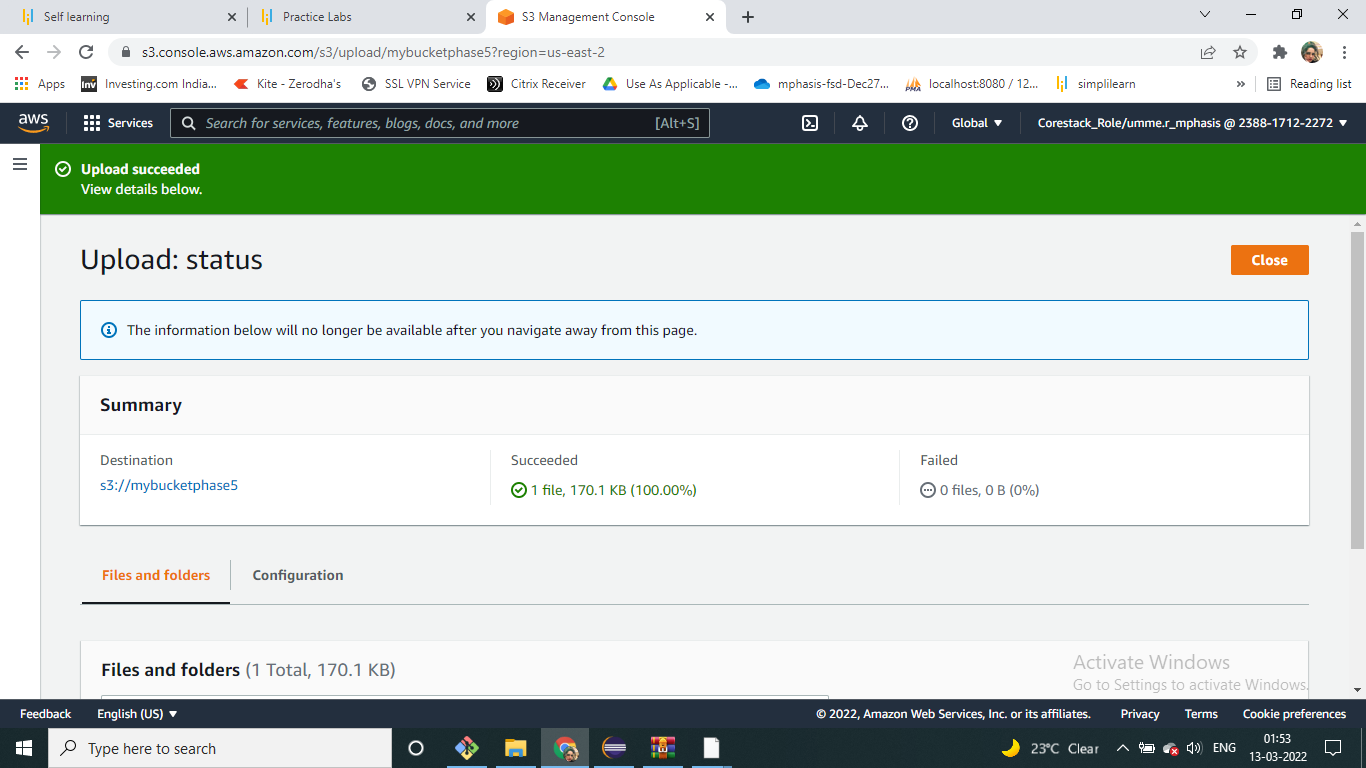 Self learning
Practice Labs
S3 Management Console
s3.console.aws.amazon.com/s3/upload/mybucketphase5?region=us-east-2
Apps
inv Investing.com India...
Kite - Zerodha's
SSL VPN Service
Citrix Receiver
Use As Applicable -...
mphasis-fsd-Dec27...
localhost:8080 / 12...
simplilearn
»
Reading list
aws
Services
Search for services, features, blogs, docs, and more [Alt+S]
Global
Corestack_Role/umme.r_mphasis @ 2388-1712-2272
Upload succeeded
View details below.
Upload: status
Close
The information below will no longer be available after you navigate away from this page.
Summary
Destination
s3://mybucketphase5
Succeeded
1 file, 170.1 KB (100.00%)
Failed
0 files, 0 B (0%)
Files and folders
Configuration
Files and folders (1 Total, 170.1 KB)
Activate Windows
Go to Settings to activate Windows.
Feedback
English (US)
© 2022, Amazon Web Services, Inc. or its affiliates.
Privacy
Terms
Cookie preferences
Type here to search
23°C Clear
ENG
01:53
13-03-2022